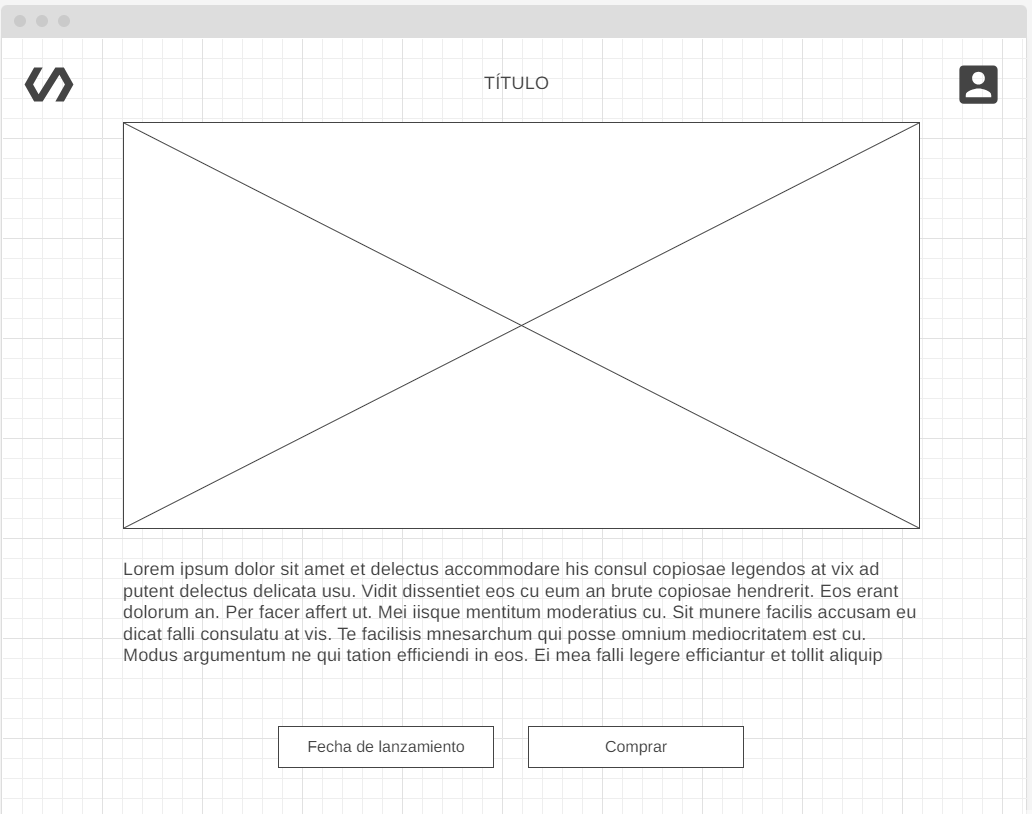 TÍTULO
Lorem ipsum dolor sit amet et delectus accommodare his consul copiosae legendos at vix ad
putent delectus delicata usu. Vidit dissentiet eos cu eum an brute copiosae hendrerit. Eos erant
dolorum an. Per facer affert ut. Mei iisque mentitum moderatius cu. Sit munere facilis accusam eu
dicat falli consulatu at vis. Te facilisis mnesarchum qui posse omnium mediocritatem est cu.
Modus argumentum ne qui tation efficiendi in eos. Ei mea falli legere efficiantur et tollit aliquip
Fecha de lanzamiento
Comprar